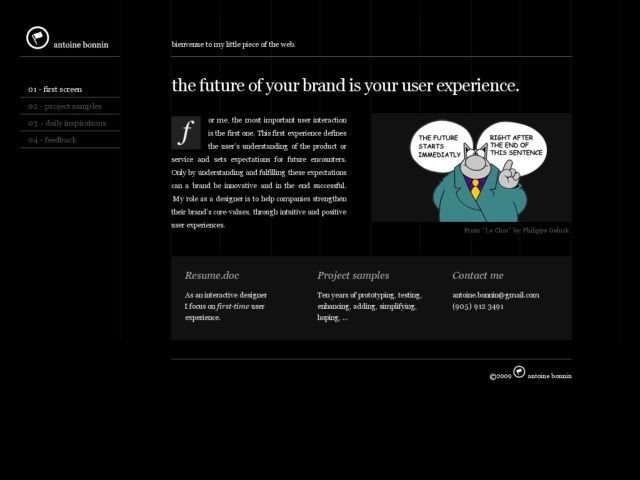 antoine bonnin
bienvenue to my little piece of the web.
01 - first screen
02 - project samples
03 - daily inspirations
04 - feedback
the future of your brand is your user experience.
for me, the most important user interaction
is the first one. This first experience defines
the user's understanding of the product or
service and sets expectations for future encounters.
Only by understanding and fulfilling these expectations
can a brand be innovative and in the end successful.
My role as a designer is to help companies strengthen
their brand's core-values, through intuitive and positive
user experiences.
THE FUTURE
STARTS
IMMEDIATLY
RIGHT AFTER
THE END OF
THIS SENTENCE
From "Le Chat" by Philippe Geluck
Resume.doc
As an interactive designer
I focus on first-time user
experience.
Project samples
Ten years of prototyping, testing,
enhancing, adding, simplifying,
hoping, ...
Contact me
antoine.bonnin@gmail.com
(905) 912 3491
©2009 antoine bonnin